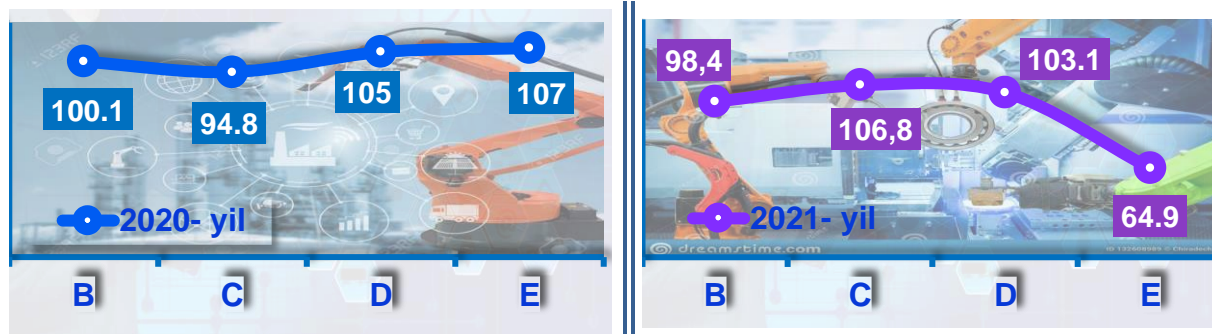 100.1
94.8
105
107
2020- yil
B C D E
98,4
106,8
103.1
64.9
2021- yil
dreamstime.com
B C D E